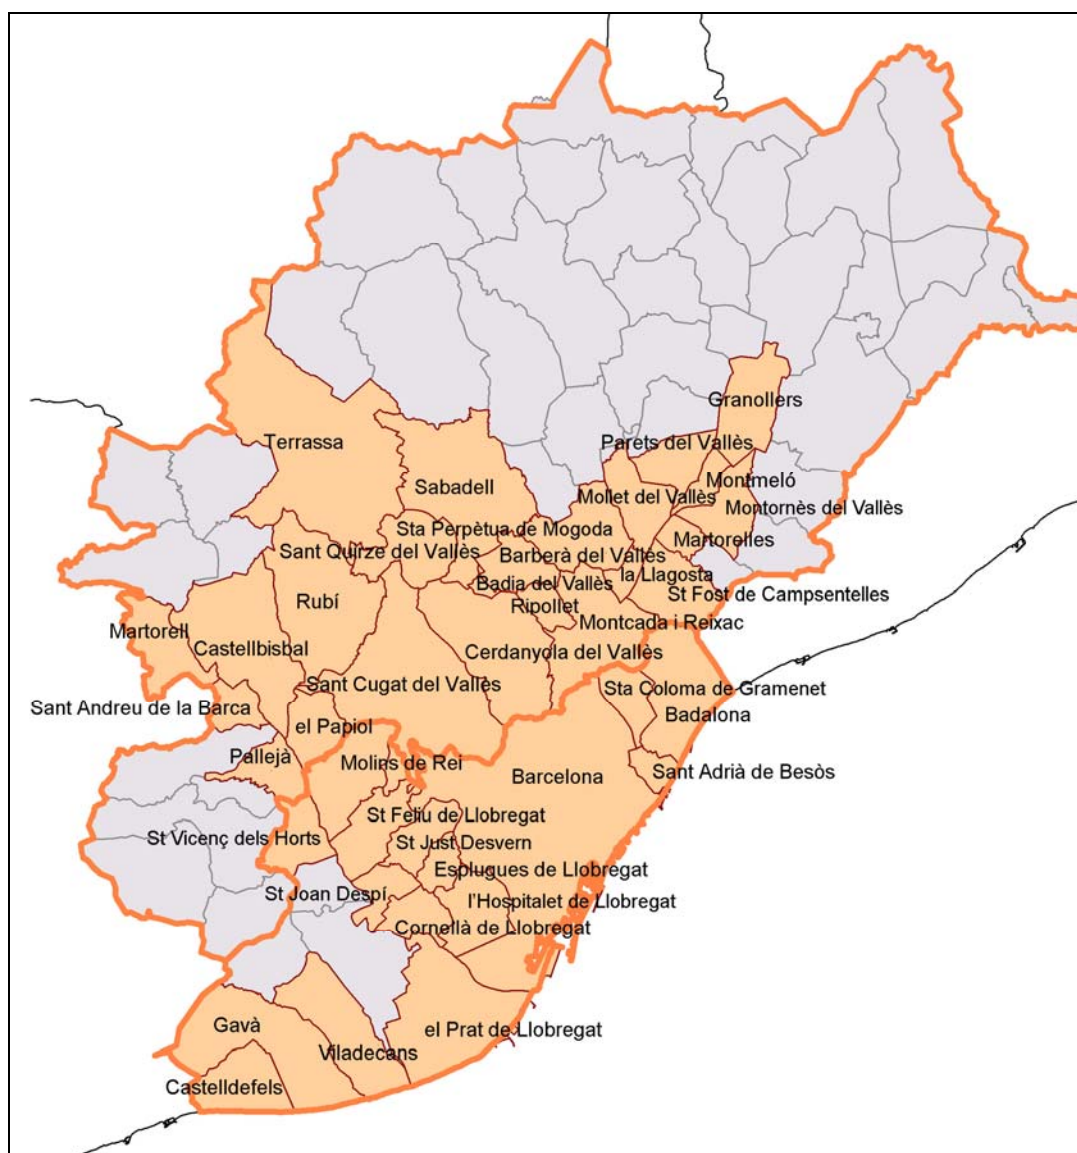 Granollers
Terrassa
Parets del Vallès
Montmeló
Sabadell
Mollet del Vallès
Montornès del Vallès
Sta Perpètua de Mogoda
Martorelles
Sant Quirze del Vallès
Barberà del Vallès
la Llagosta
Badia del Vallès
St Fost de Campsentelles
Rubí
Ripollet
Montcada i Reixac
Martorell
Castellbisbal
Cerdanyola del Vallès
Sant Cugat del Vallès
Sta Coloma de Gramenet
Sant Andreu de la Barca
Badalona
el Papiol
Pallejà
Molins de Rei
Barcelona
Sant Adrià de Besòs
St Feliu de Llobregat
St Vicenç dels Horts
St Just Desvern
Esplugues de Llobregat
St Joan Despí
l'Hospitalet de Llobregat
Cornellà de Llobregat
Gavà
el Prat de Llobregat
Viladecans
Castelldefels